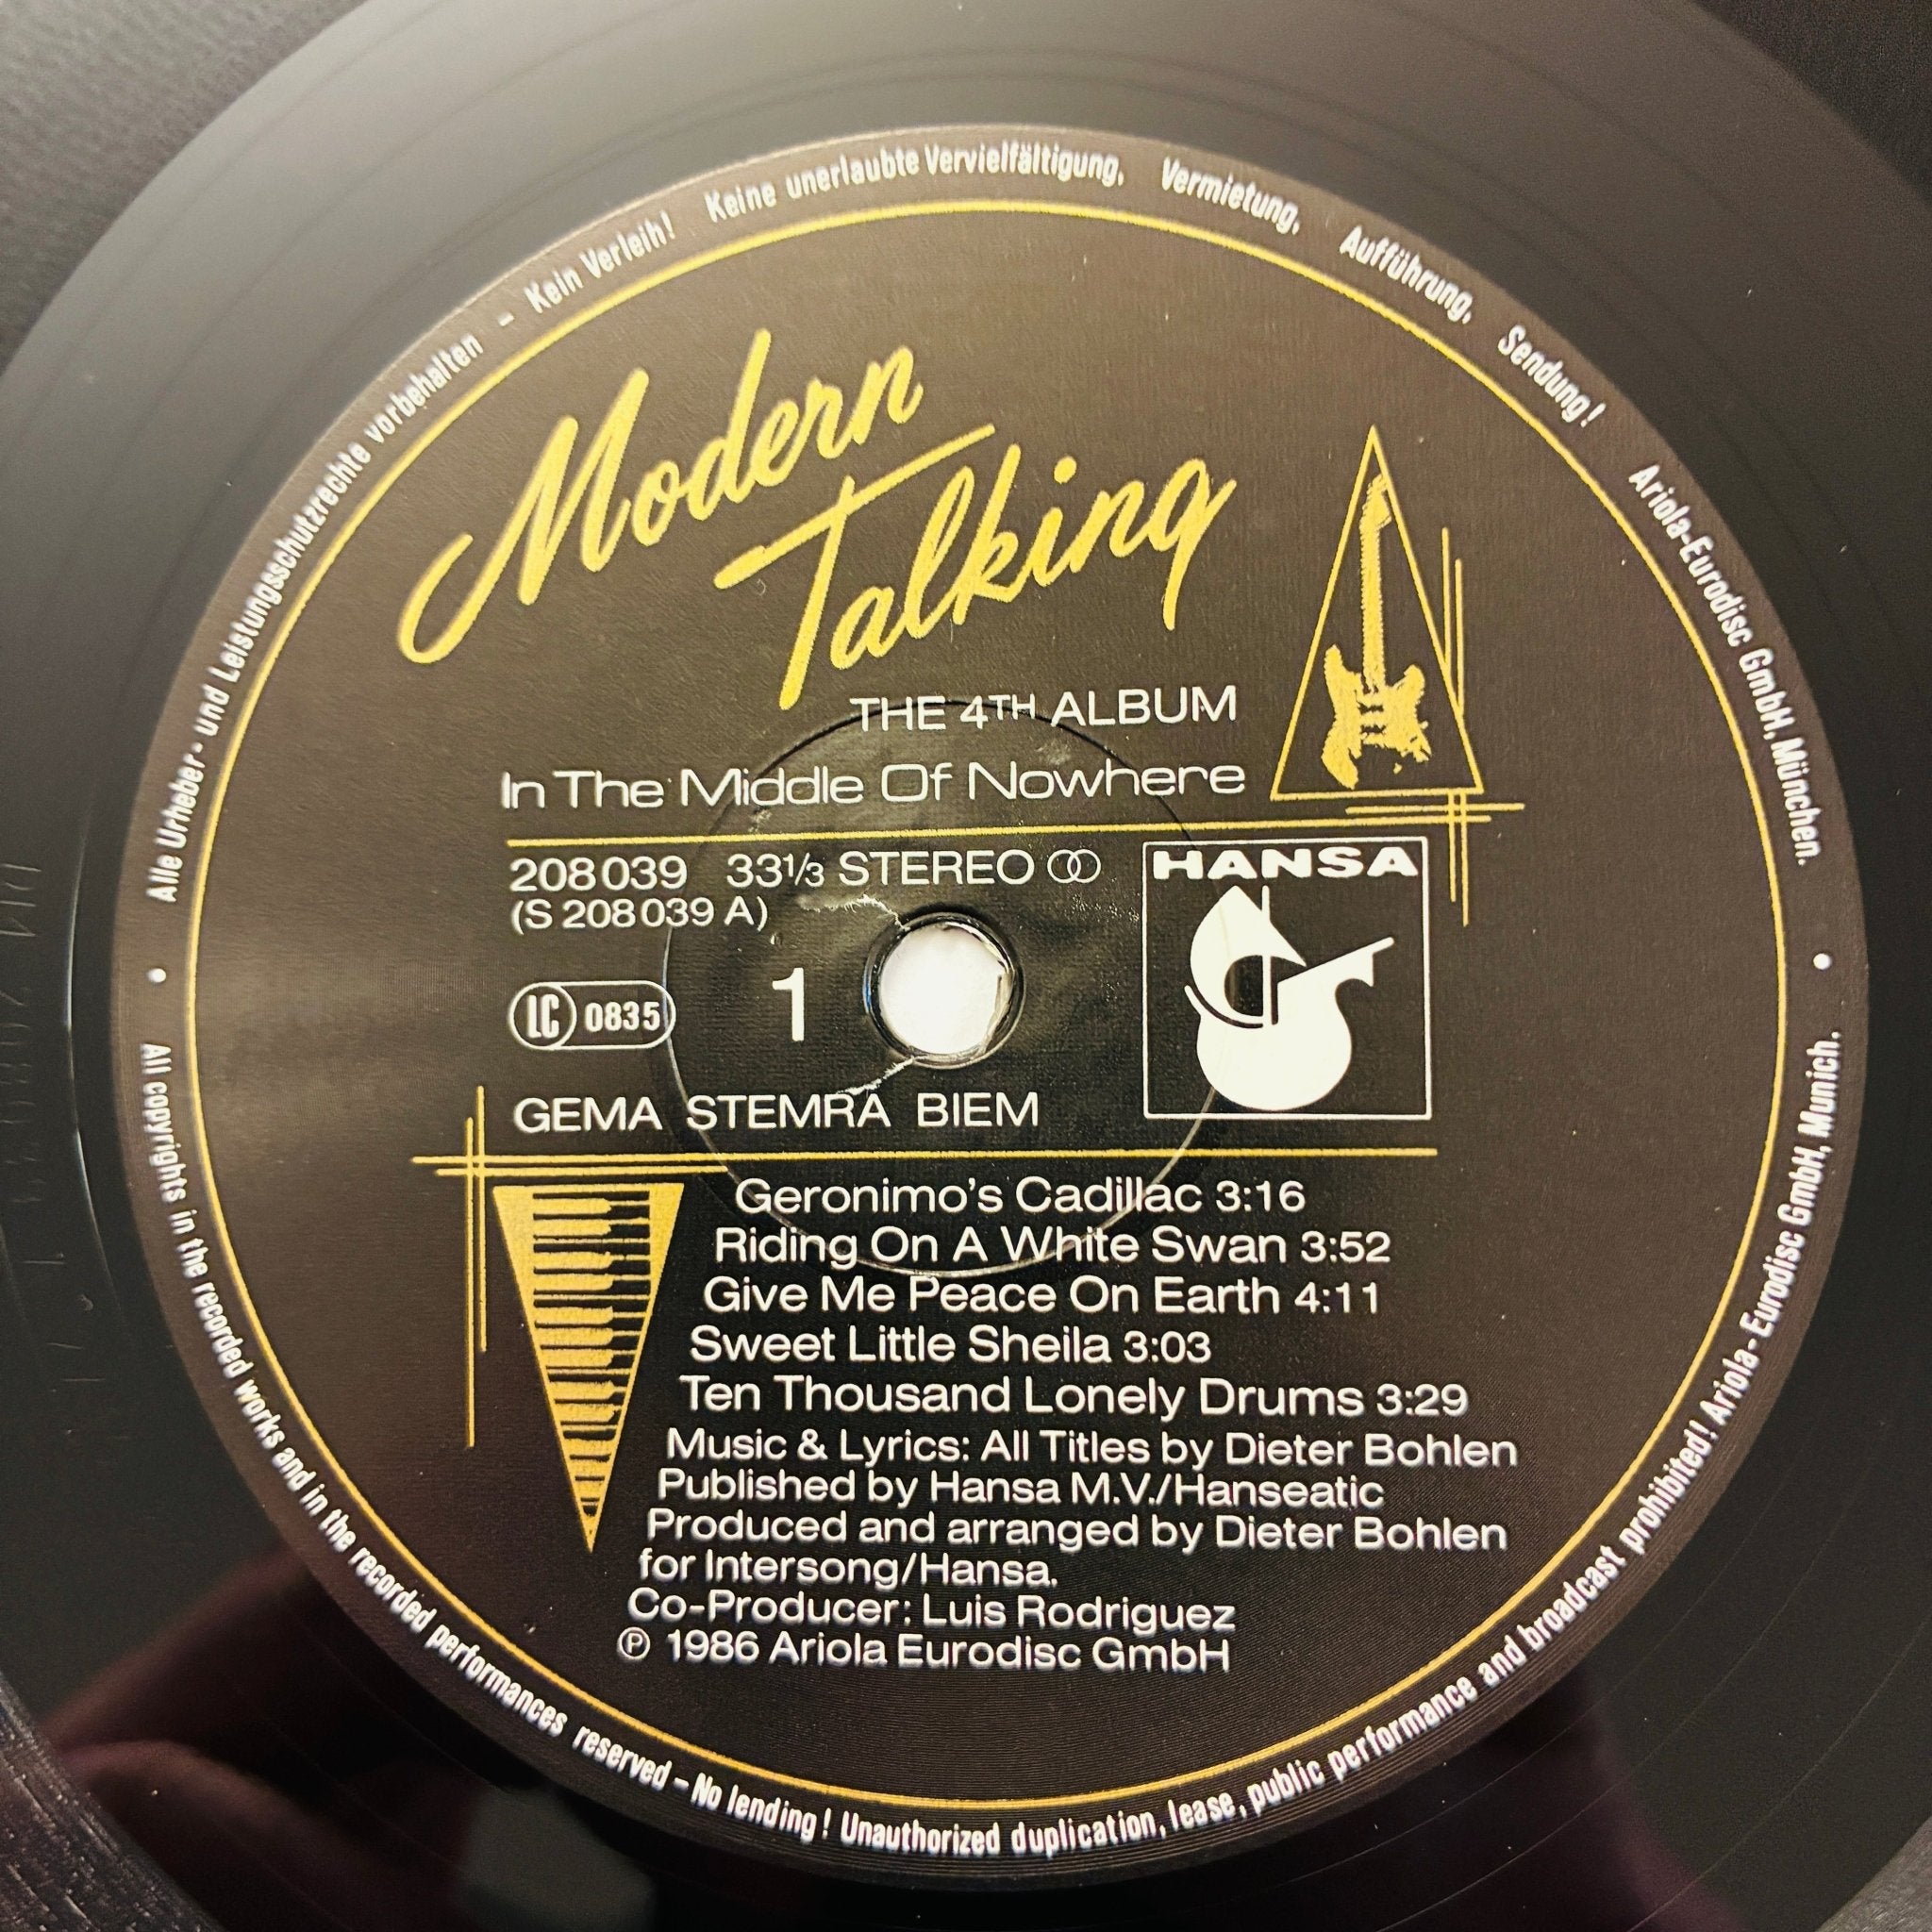 Alle Urheber- und Leistungsschutzrechte vorbehalten - Kein Verleih! Keine unerlaubte Vervielfältigung, Vermietung, Aufführung, Sendung! Ariola-Eurodisc GmbH, München.
Modern
Talking
THE 4TH ALBUM
In The Middle Of Nowhere
208 039 33 1/3 STEREO
(S 208 039 A)
HANSA
LC 0835
1
GEMA STEMRA BIEM
Geronimo's Cadillac 3:16
Riding On A White Swan 3:52
Give Me Peace On Earth 4:11
Sweet Little Sheila 3:03
Ten Thousand Lonely Drums 3:29
Music & Lyrics: All Titles by Dieter Bohlen
Published by Hansa M.V./Hanseatic
Produced and arranged by Dieter Bohlen
for Intersong/Hansa.
Co-Producer: Luis Rodriguez
℗ 1986 Ariola Eurodisc GmbH
All copyrights in the recorded works and in the recorded performances reserved - No lending! Unauthorized duplication, lease, public performance and broadcast prohibited! Ariola-Eurodisc GmbH, Munich.